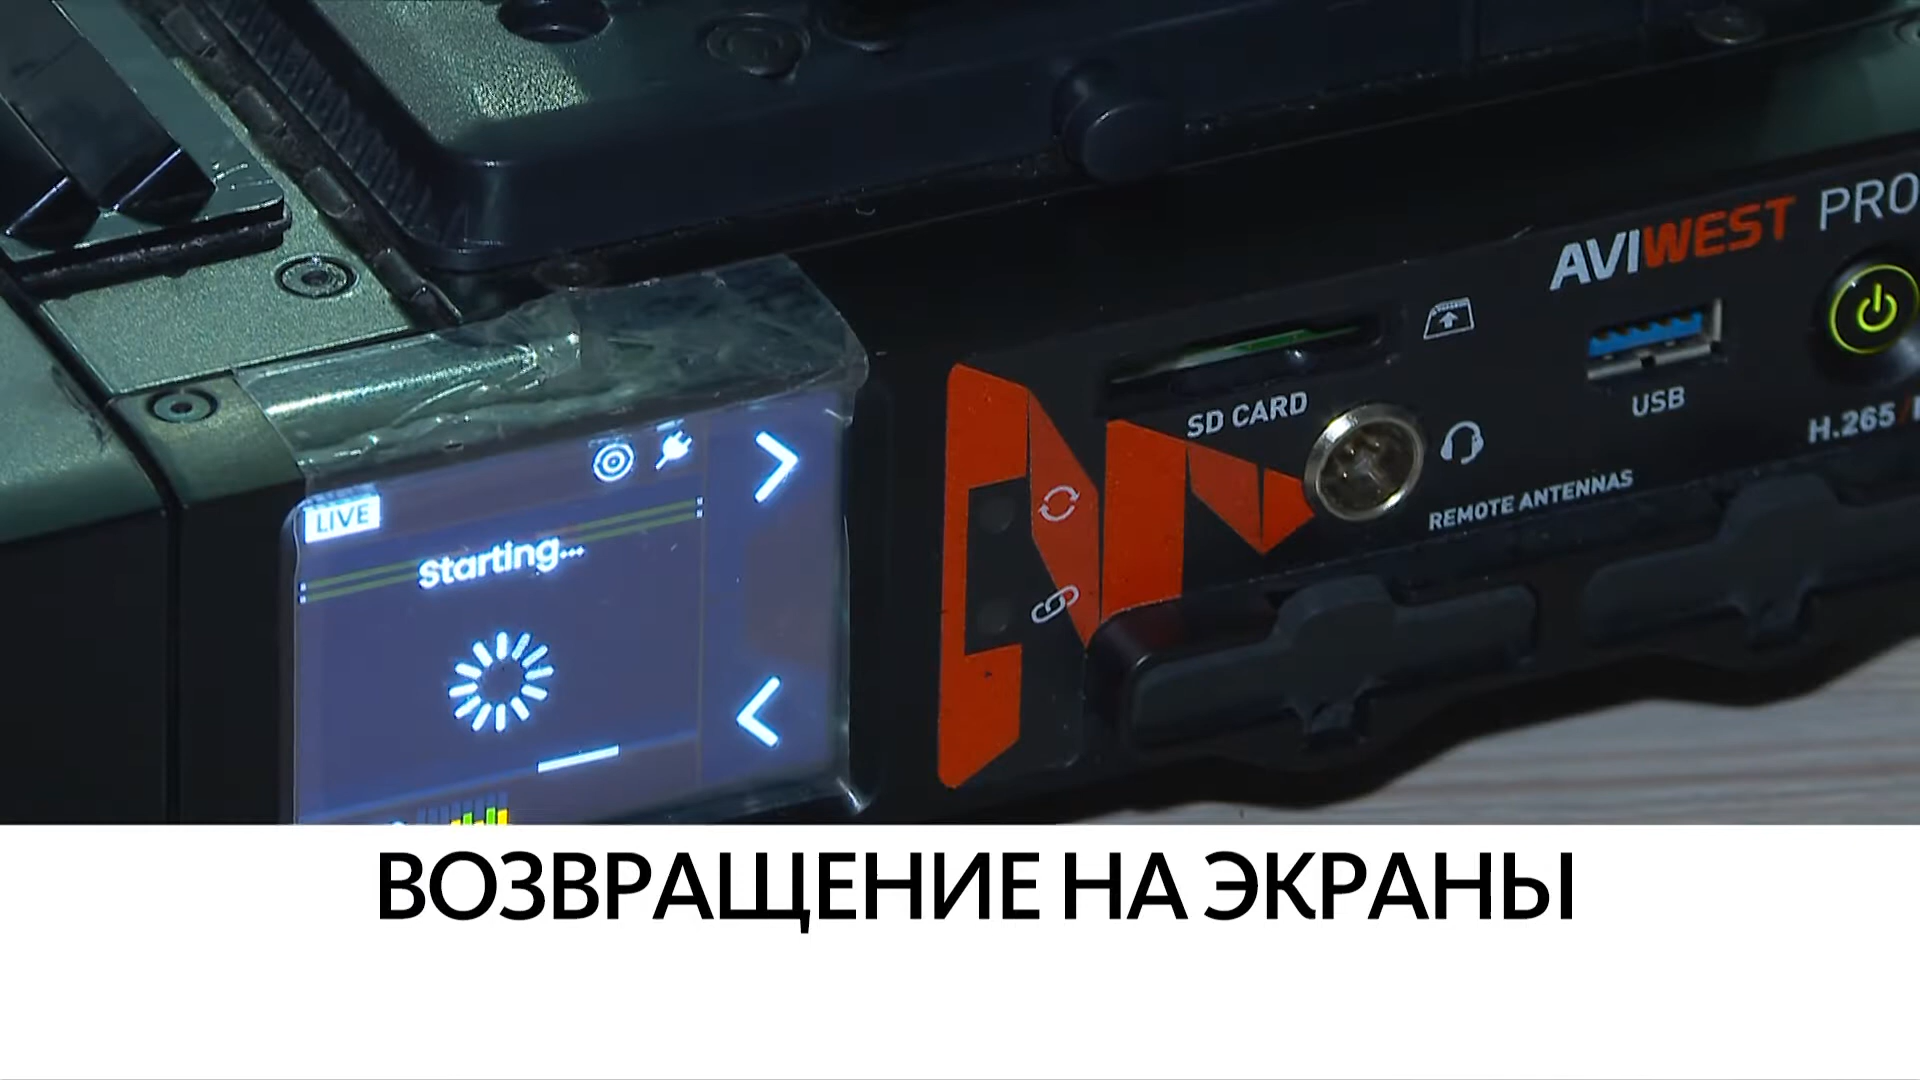 AVIWEST PRO
SD CARD
USB
H.265
REMOTE ANTENNAS
LIVE
Starting...
ВОЗВРАЩЕНИЕ НА ЭКРАНЫ